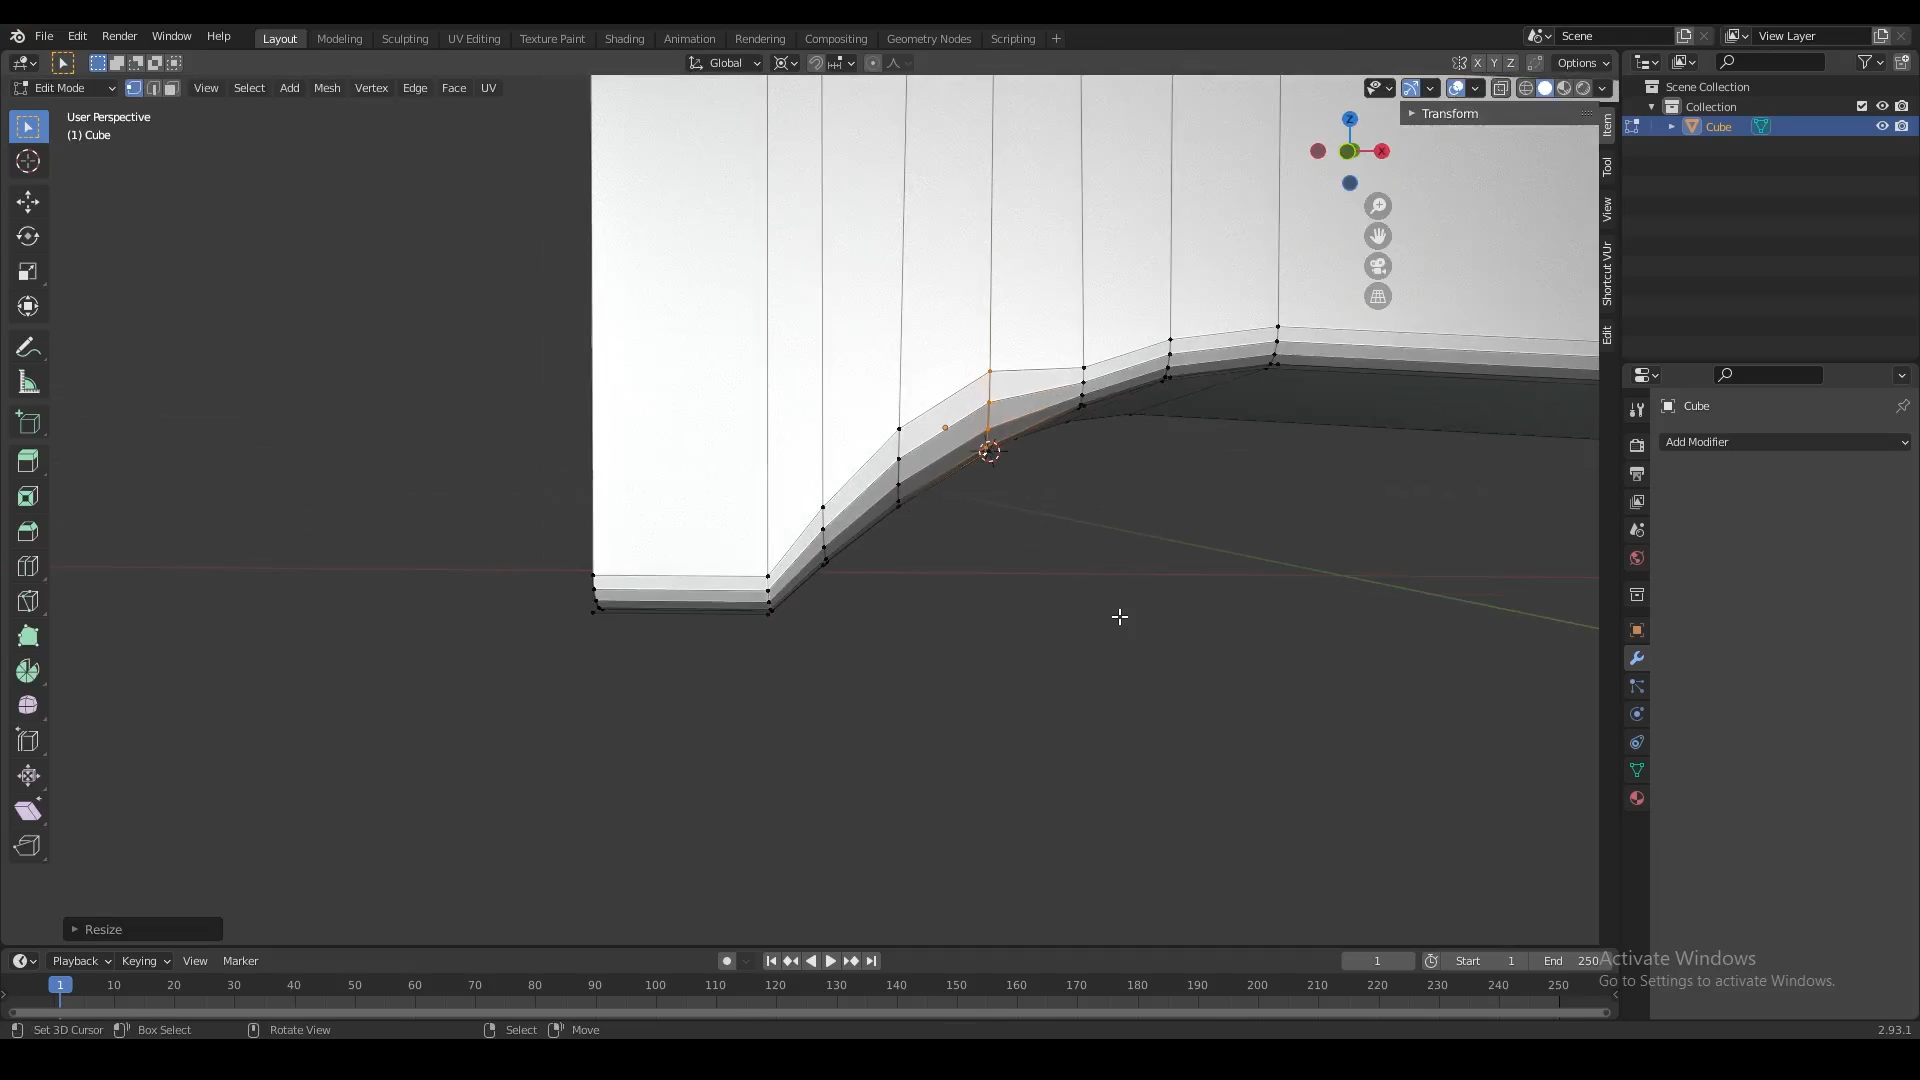 File Edit Render Window Help Layout Modeling Sculpting UV Editing Texture Paint Shading Animation Rendering Compositing Geometry Nodes Scripting Scene View Layer
Global X Y Z Options
Edit Mode View Select Add Mesh Vertex Edge Face UV
Scene Collection
Collection
Cube
User Perspective
(1) Cube
Transform
Z
X
Item
Tool
View
Shortcut VUr
Edit
Cube
Add Modifier
Resize
Playback Keying View Marker 1 Start 1 End 250
1 10 20 30 40 50 60 70 80 90 100 110 120 130 140 150 160 170 180 190 200 210 220 230 240 250
Activate Windows
Go to Settings to activate Windows.
Set 3D Cursor Box Select Rotate View Select Move 2.93.1